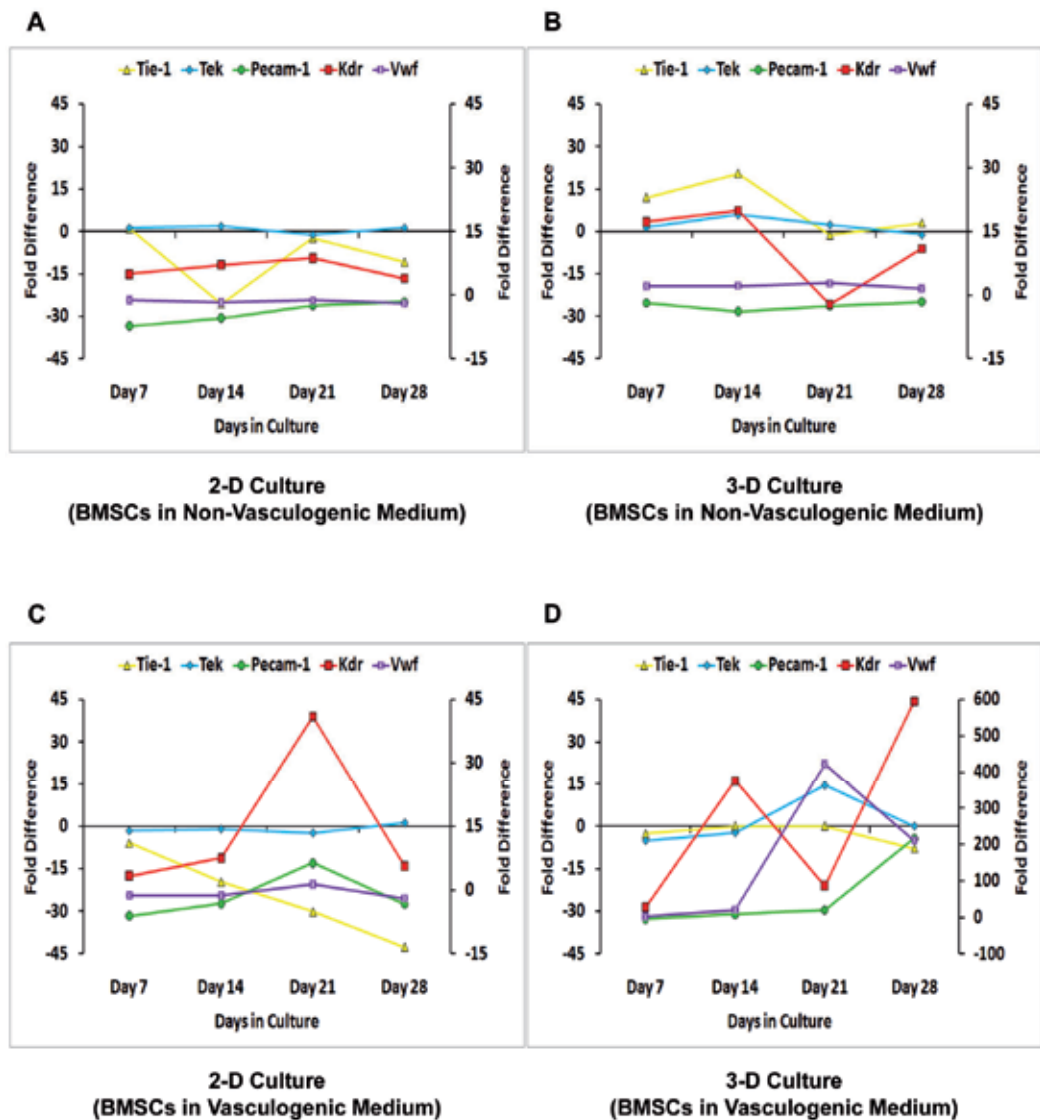 A
Tie-1 Tek Pecam-1 Kdr Vwf
45 45
30
30
15
0 15
-15
0
-30
-45 -15
Fold Difference
Fold Difference
Day 7 Day 14 Day 21 Day 28
Days in Culture
2-D Culture
(BMSCs in Non-Vasculogenic Medium)
B
Tie-1 Tek Pecam-1 Kdr Vwf
45 45
30
30
15
0 15
-15
0
-30
-45 -15
Fold Difference
Fold Difference
Day 7 Day 14 Day 21 Day 28
Days in Culture
3-D Culture
(BMSCs in Non-Vasculogenic Medium)
C
Tie-1 Tek Pecam-1 Kdr Vwf
45 45
30
30
15
0 15
-15
0
-30
-45 -15
Fold Difference
Fold Difference
Day 7 Day 14 Day 21 Day 28
Days in Culture
2-D Culture
(BMSCs in Vasculogenic Medium)
D
Tie-1 Tek Pecam-1 Kdr Vwf
45 600
500
30
400
15
300
0
200
-15
100
-30
0
-45 -100
Fold Difference
Fold Difference
Day 7 Day 14 Day 21 Day 28
Days in Culture
3-D Culture
(BMSCs in Vasculogenic Medium)